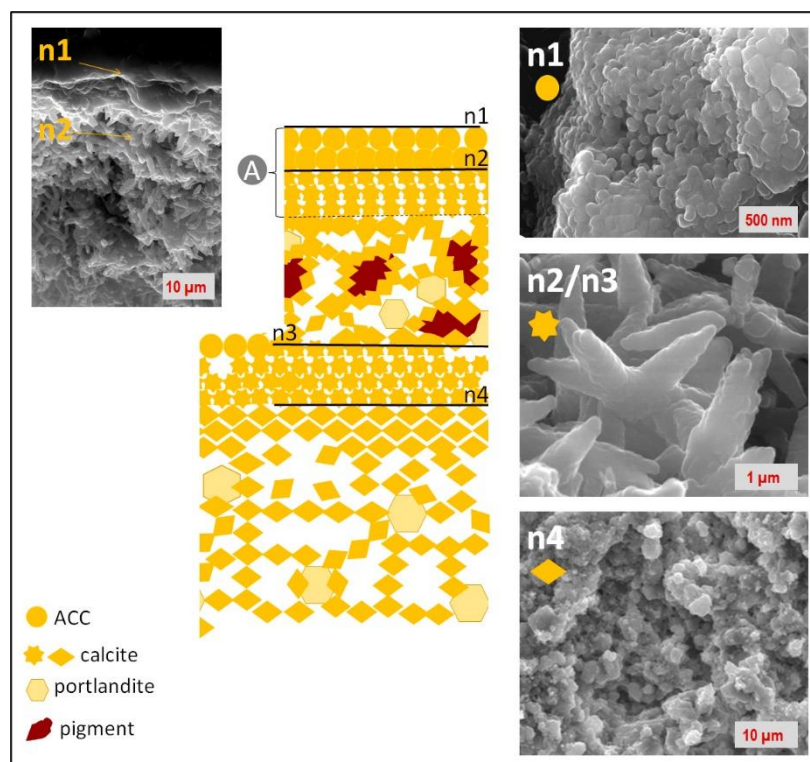 n1
n2
10 µm
n1
n2
A
n3
n4
ACC
calcite
portlandite
pigment
n1
500 nm
n2/n3
1 µm
n4
10 µm